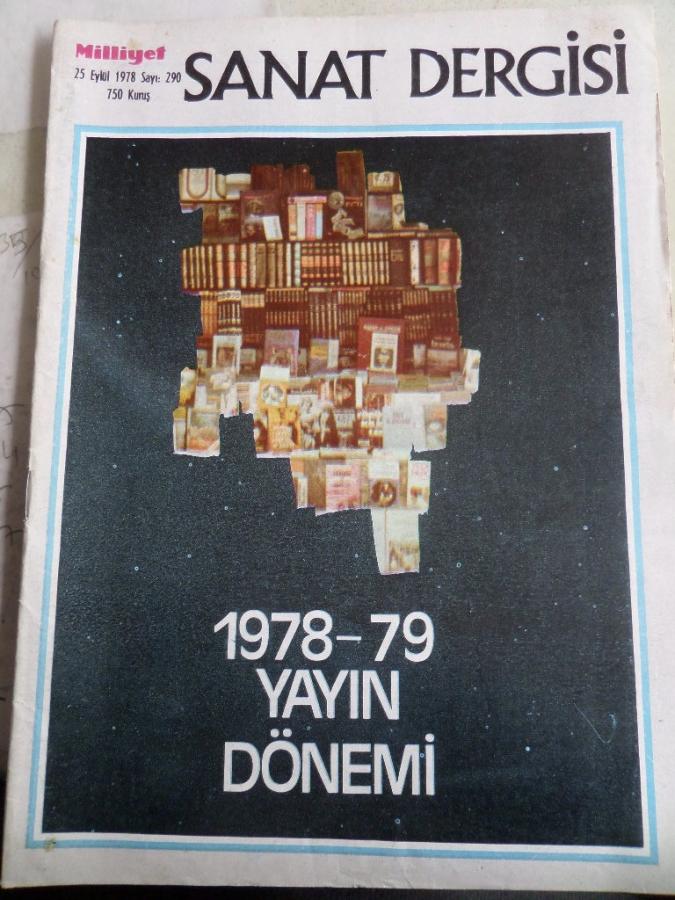 Milliyet
25 Eylül 1978 Sayı: 290
750 Kuruş
SANAT DERGİSİ
1978-79
YAYIN
DÖNEMİ